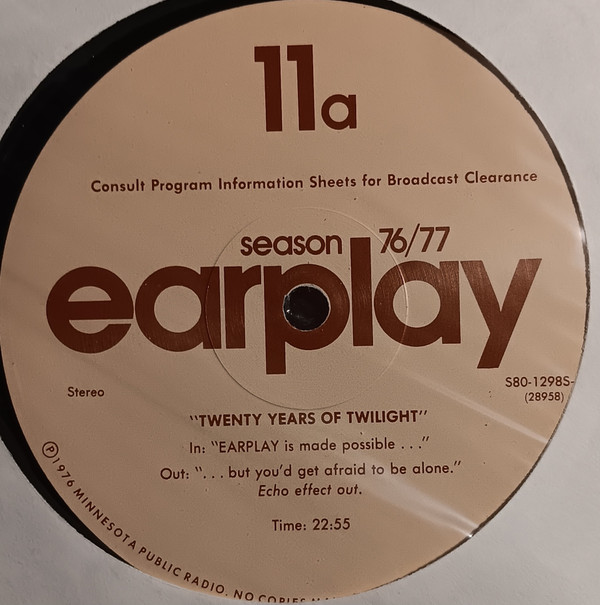 11a
Consult Program Information Sheets for Broadcast Clearance
season 76/77
earplay
Stereo
S80-1298S-
(28958)
"TWENTY YEARS OF TWILIGHT"
In: "EARPLAY is made possible . . ."
Out: ". . . but you'd get afraid to be alone."
Echo effect out.
Time: 22:55
Ⓟ1976 MINNESOTA PUBLIC RADIO. NO COPIES